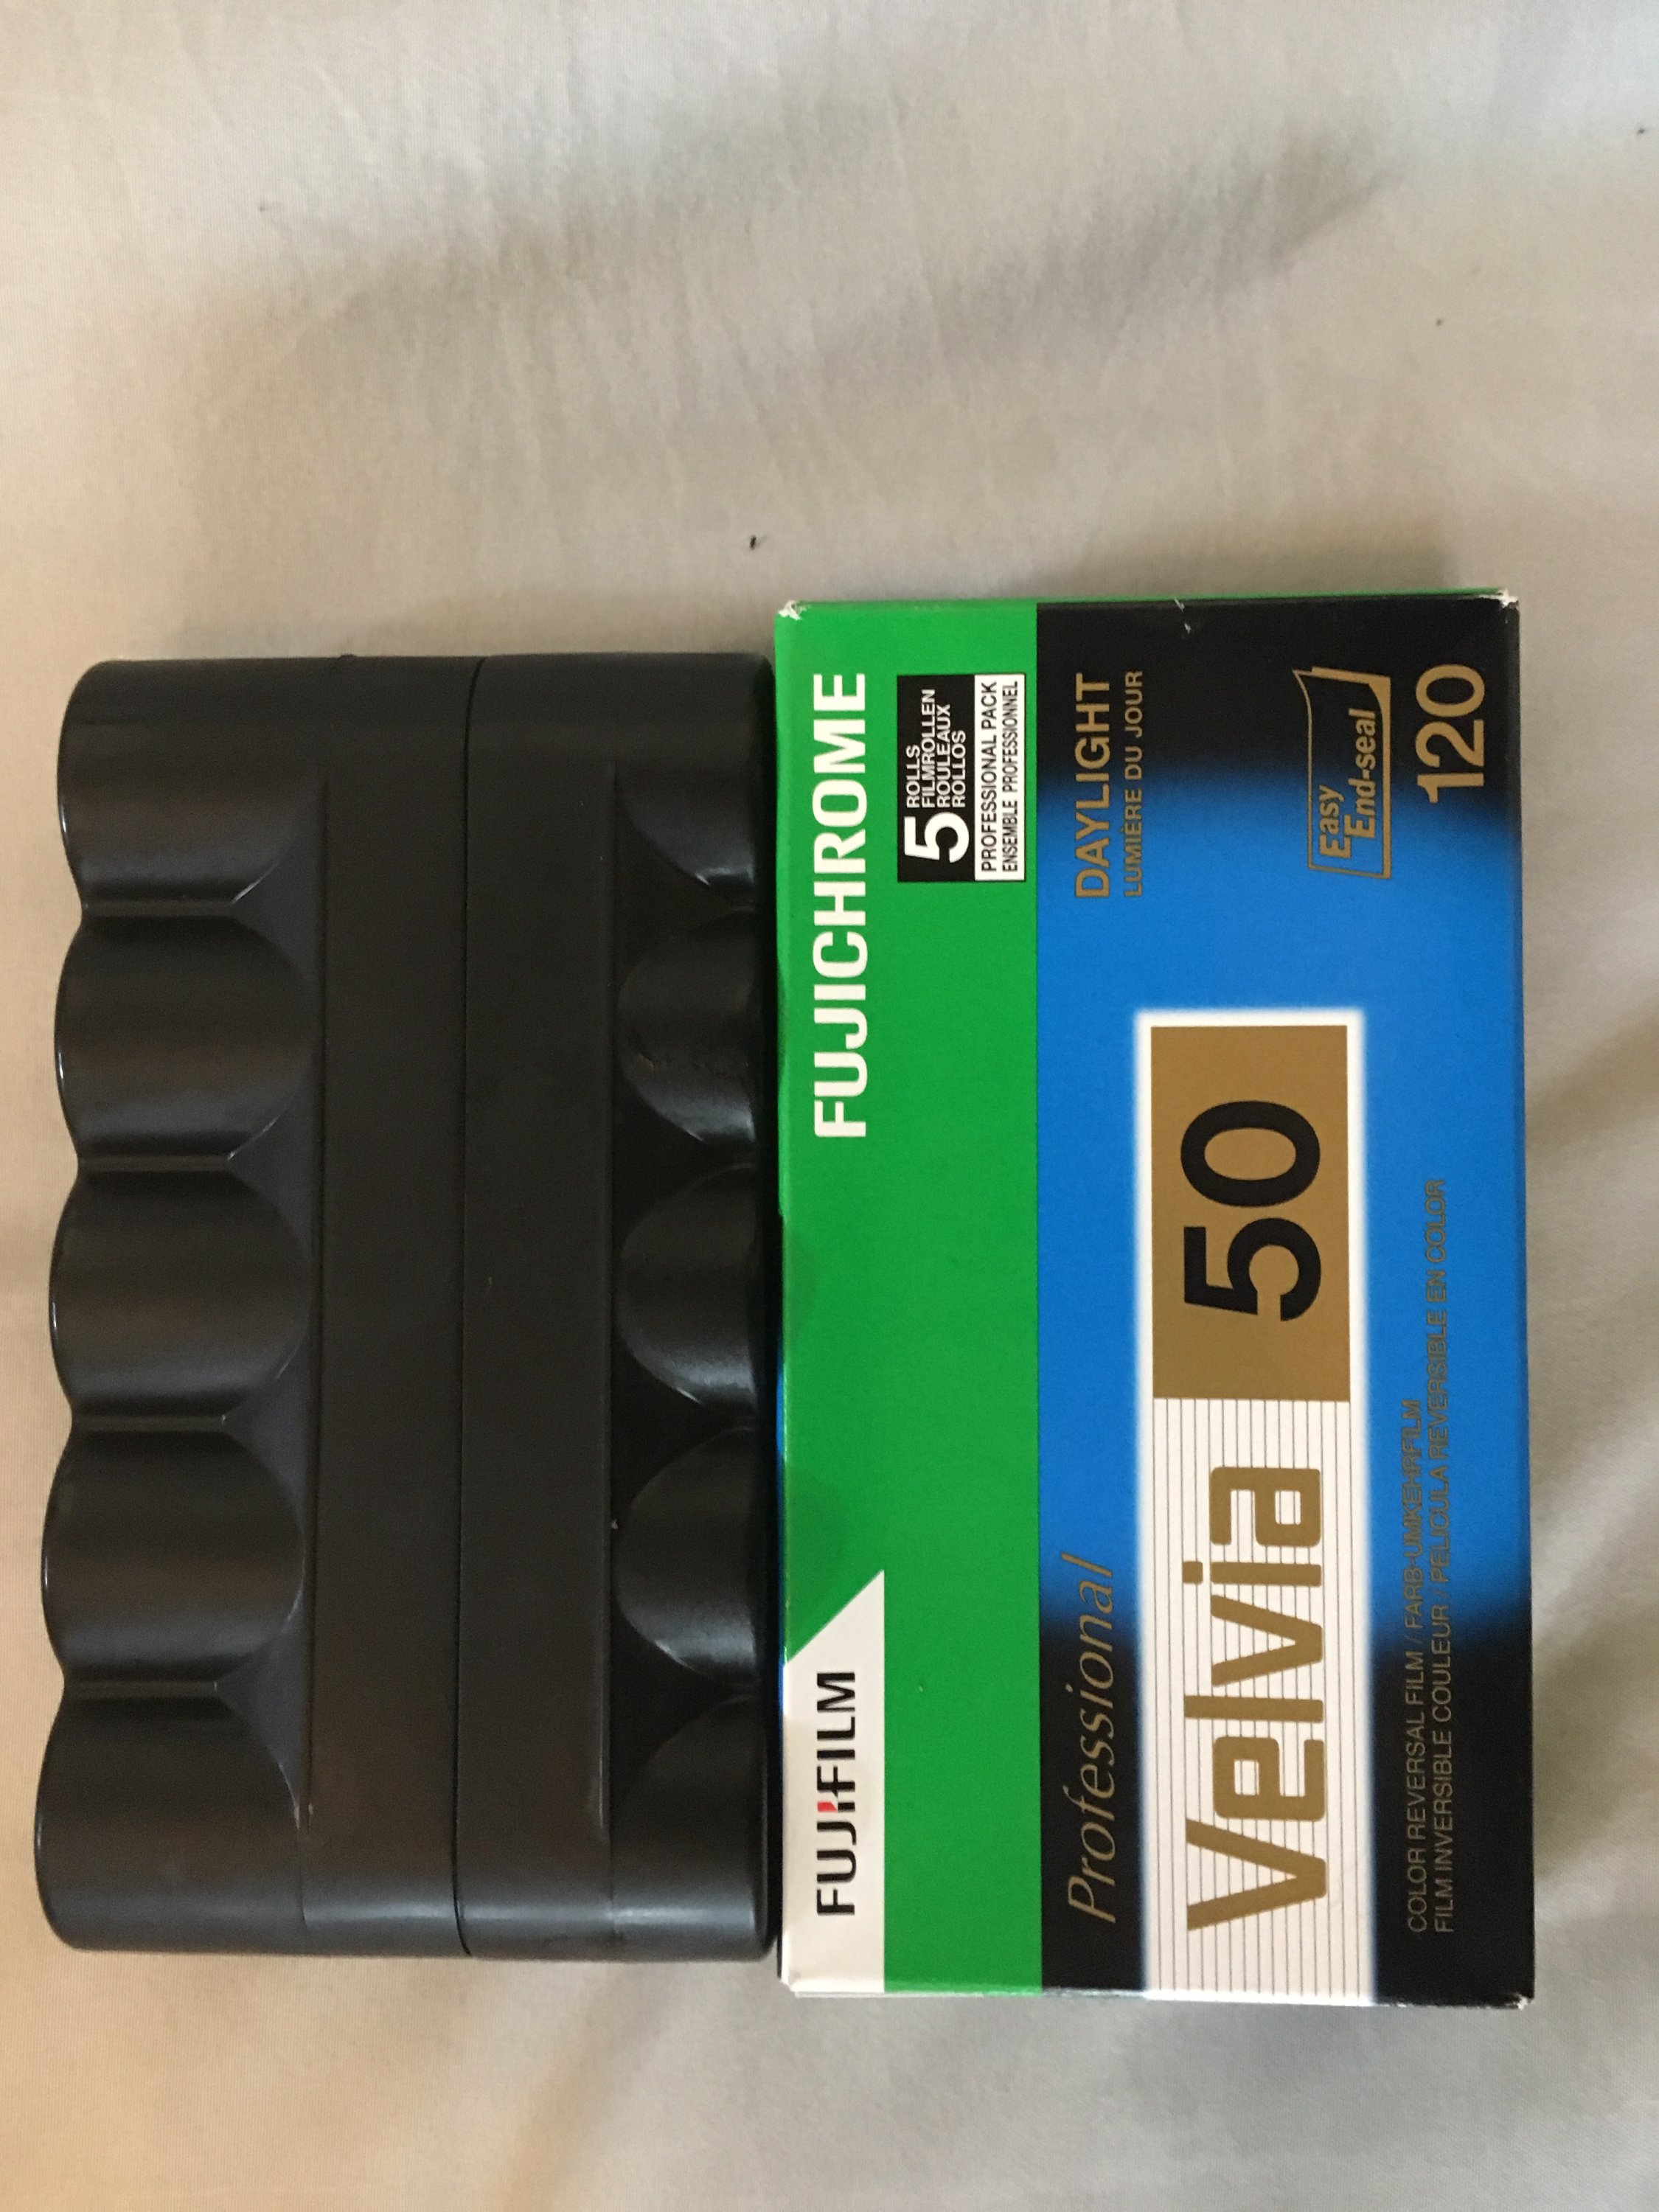 FUJIFILM
FUJICHROME
5
ROLLS
FILMROLLEN
ROULEAUX
ROLLOS
PROFESSIONAL PACK
ENSEMBLE PROFESSIONNEL
Professional
DAYLIGHT
LUMIÈRE DU JOUR
Velvia 50
Easy
End-seal
COLOR REVERSAL FILM / FARB-UMKEHRFILM
FILM INVERSIBLE COULEUR / PELICULA REVERSIBLE EN COLOR
120